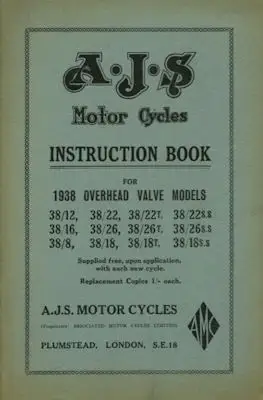 A.J.S
Motor Cycles
INSTRUCTION BOOK
FOR
1938 OVERHEAD VALVE MODELS
38/12, 38/22, 38/22T. 38/22S.S
38/16, 38/26, 38/26T. 38/26S.S
38/8, 38/18, 38/18T. 38/18S.S
Supplied free, upon application,
with each new cycle.
Replacement Copies 1/- each.
A.J.S. MOTOR CYCLES
(Proprietors: ASSOCIATED MOTOR CYCLES LIMITED)
PLUMSTEAD, LONDON, S.E.18
AMC